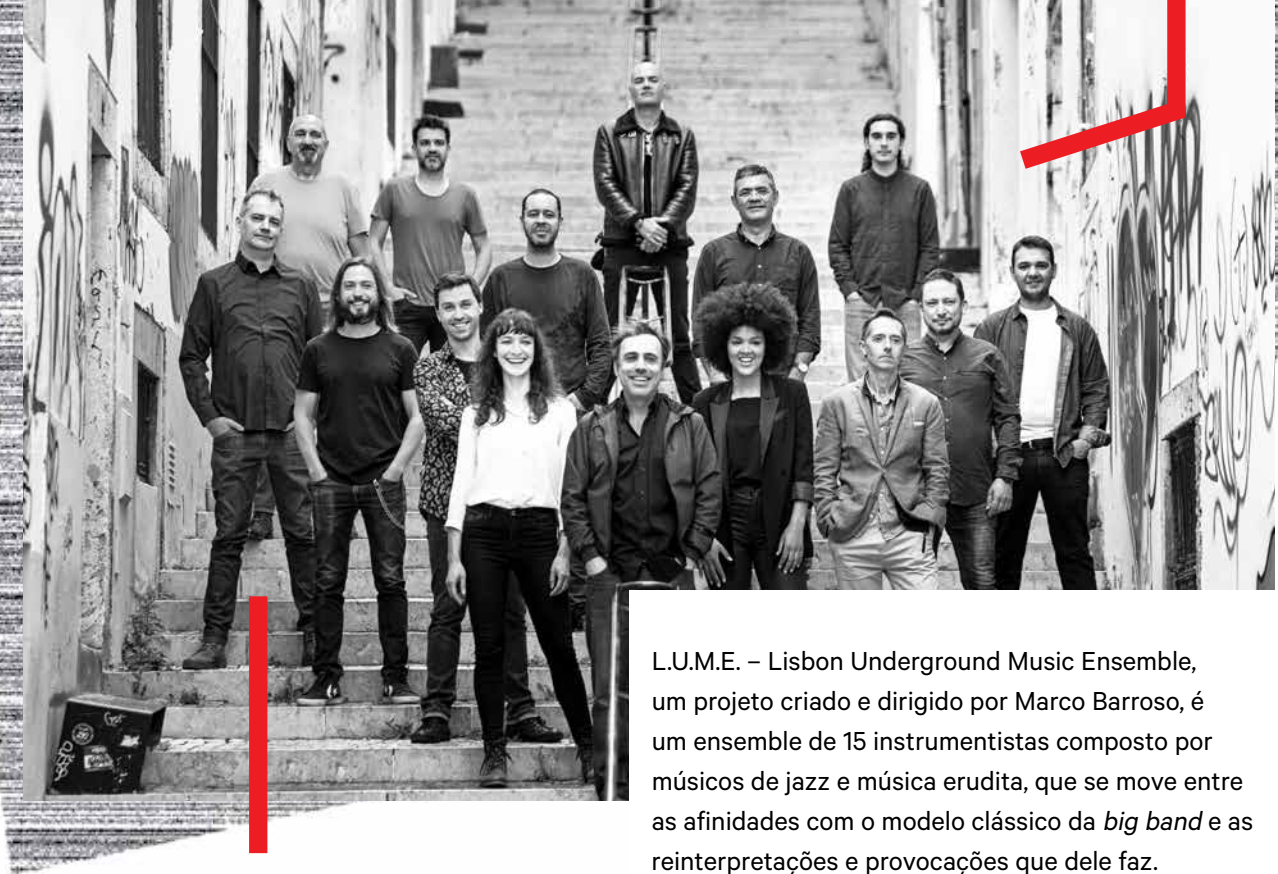 L.U.M.E. – Lisbon Underground Music Ensemble,
um projeto criado e dirigido por Marco Barroso, é
um ensemble de 15 instrumentistas composto por
músicos de jazz e música erudita, que se move entre
as afinidades com o modelo clássico da big band e as
reinterpretações e provocações que dele faz.